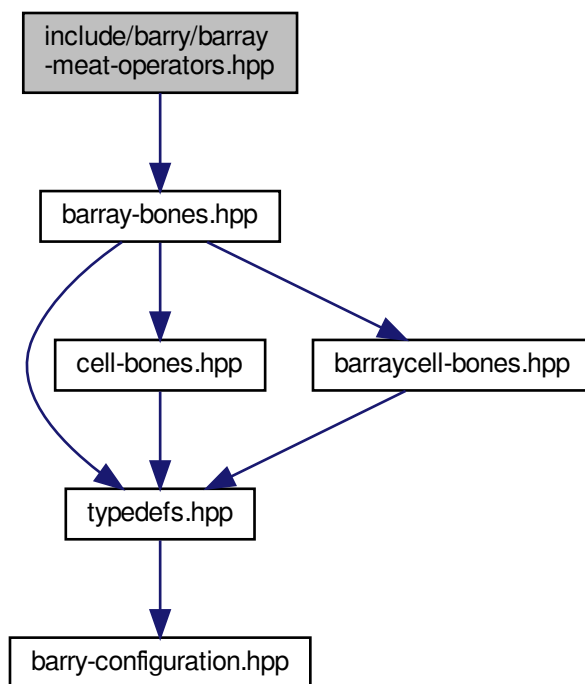 include/barry/barray
-meat-operators.hpp
barray-bones.hpp
cell-bones.hpp
barraycell-bones.hpp
typedefs.hpp
barry-configuration.hpp